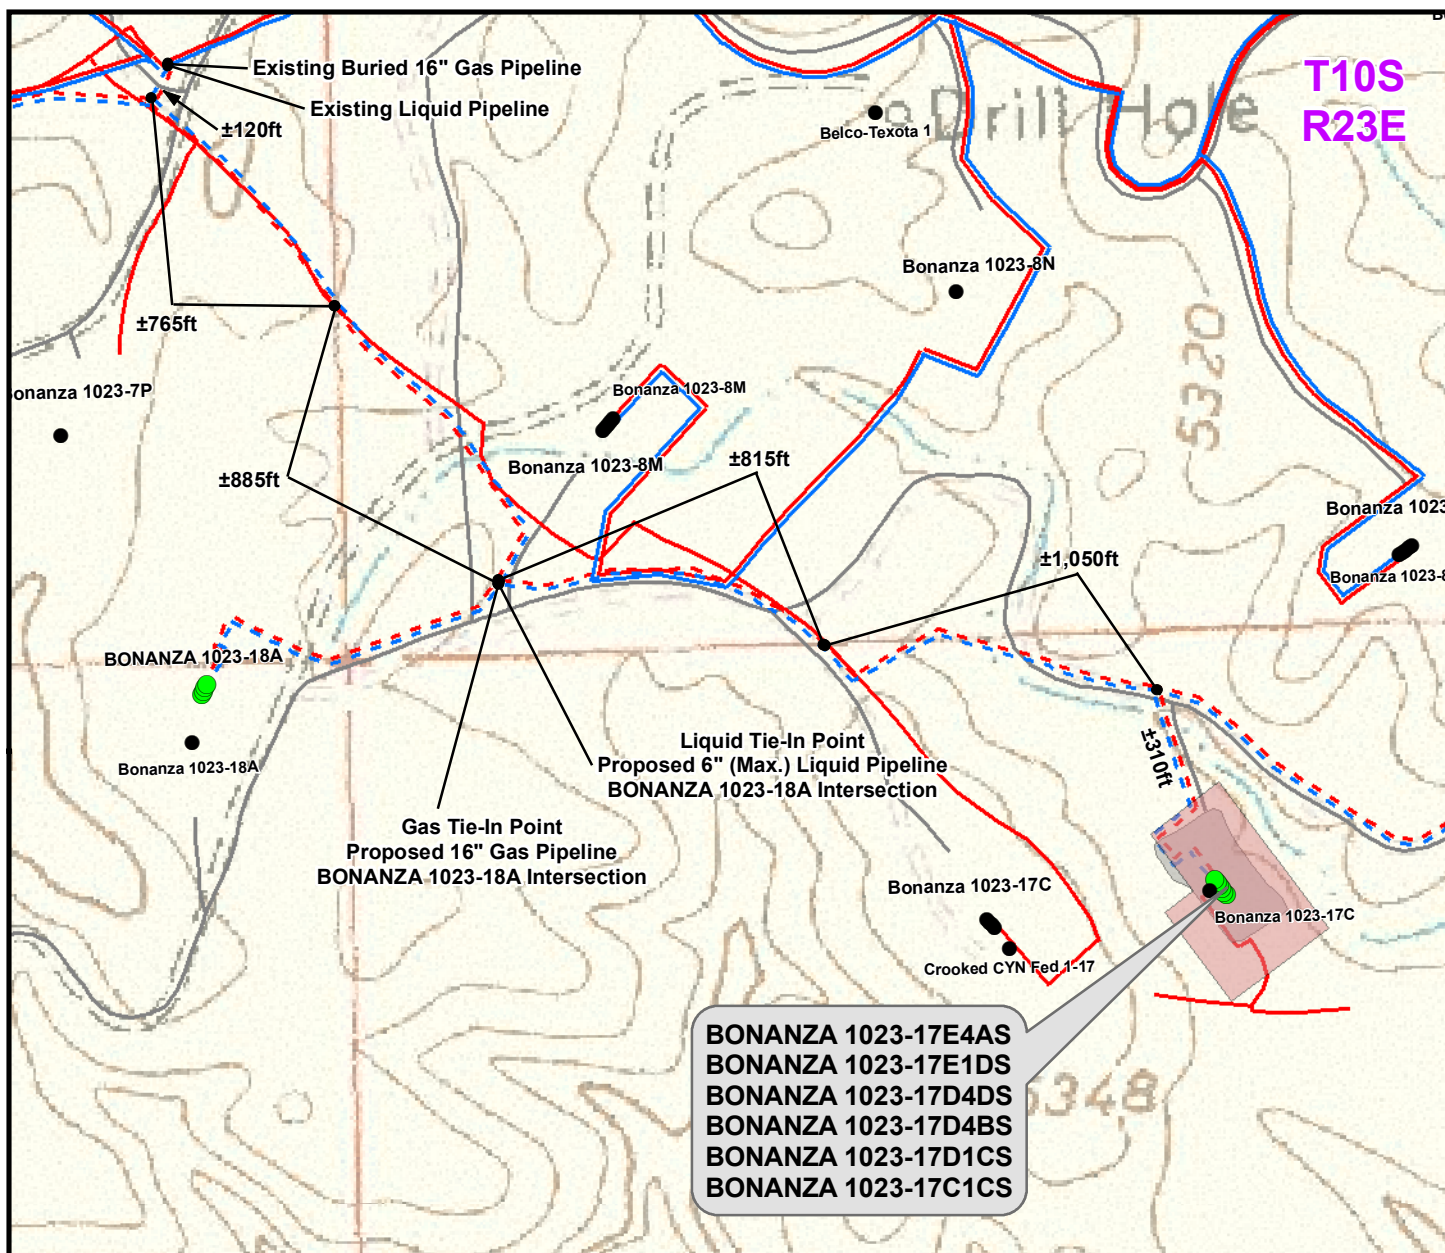 Existing Buried 16" Gas Pipeline
Existing Liquid Pipeline
±120ft
T10S
R23E
Drill Hole
Belco-Texota 1
Bonanza 1023-8N
±765ft
5320
onanza 1023-7P
Bonanza 1023-8M
Bonanza 1023-8M
±815ft
±885ft
Bonanza 1023
Bonanza 1023-8
±1,050ft
BONANZA 1023-18A
Bonanza 1023-18A
±310ft
Liquid Tie-In Point
Proposed 6" (Max.) Liquid Pipeline
BONANZA 1023-18A Intersection
Gas Tie-In Point
Proposed 16" Gas Pipeline
BONANZA 1023-18A Intersection
Bonanza 1023-17C
Bonanza 1023-17C
Crooked CYN Fed 1-17
BONANZA 1023-17E4AS
BONANZA 1023-17E1DS
BONANZA 1023-17D4DS
BONANZA 1023-17D4BS
BONANZA 1023-17D1CS
BONANZA 1023-17C1CS
5348